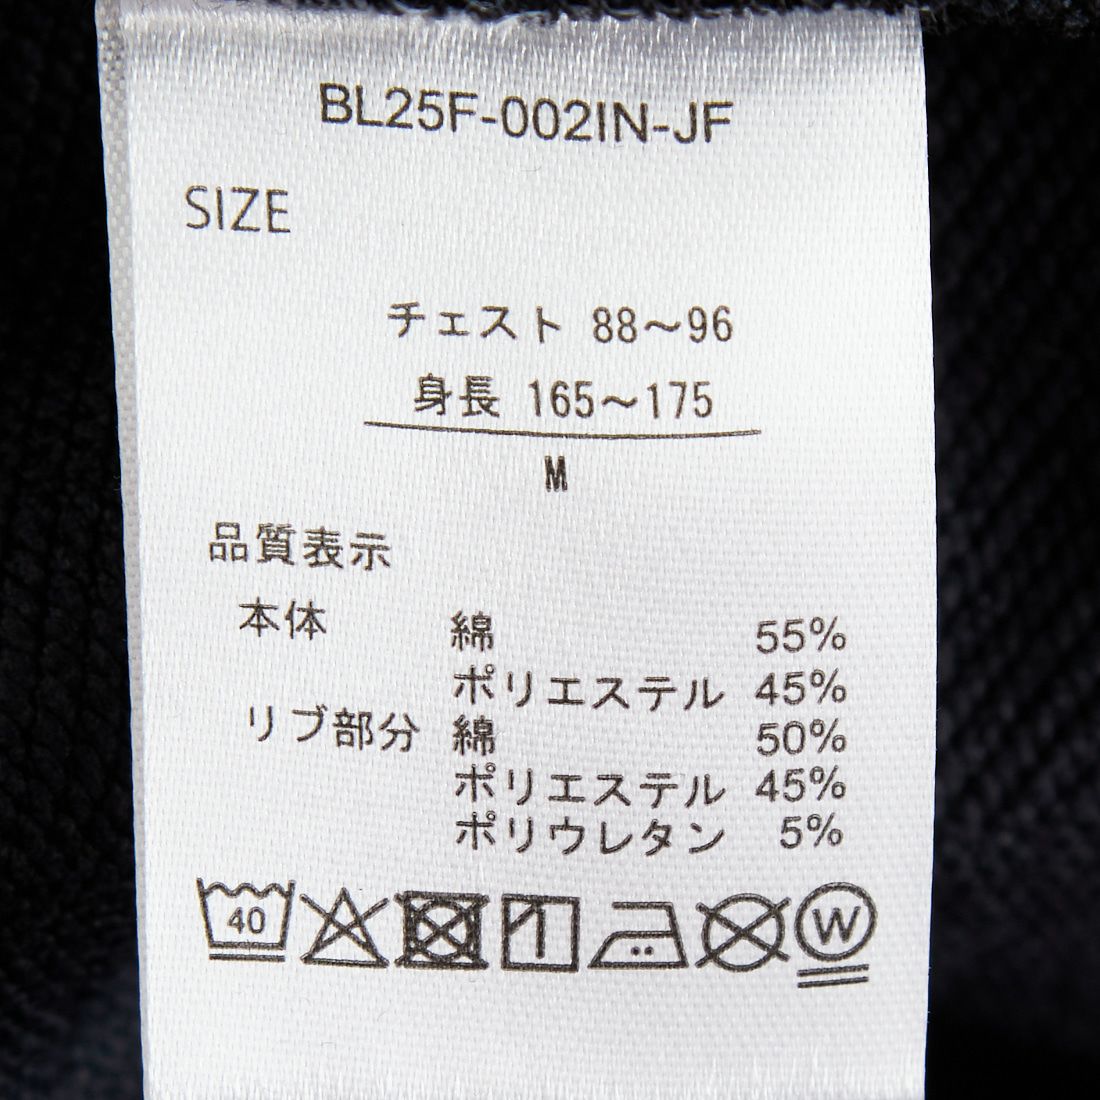 BL25F-002IN-JF
SIZE
チェスト 88～96
身長 165～175
M
品質表示
本体 綿 55%
ポリエステル 45%
リブ部分 綿 50%
ポリエステル 45%
ポリウレタン 5%
40 W